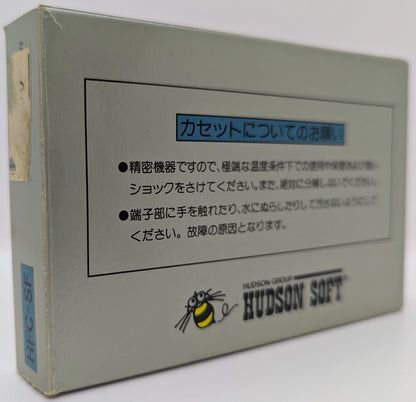 カセットについてのお願い
●精密機器ですので、極端な温度条件下での使用や保管および強い
ショックをさけてください。また、絶対に分解しないでください。
●端子部に手を触れたり、水にぬらしたりして汚さないようにして
ください。故障の原因となります。
HUDSON GROUP
HUDSON SOFT
HFC-SF